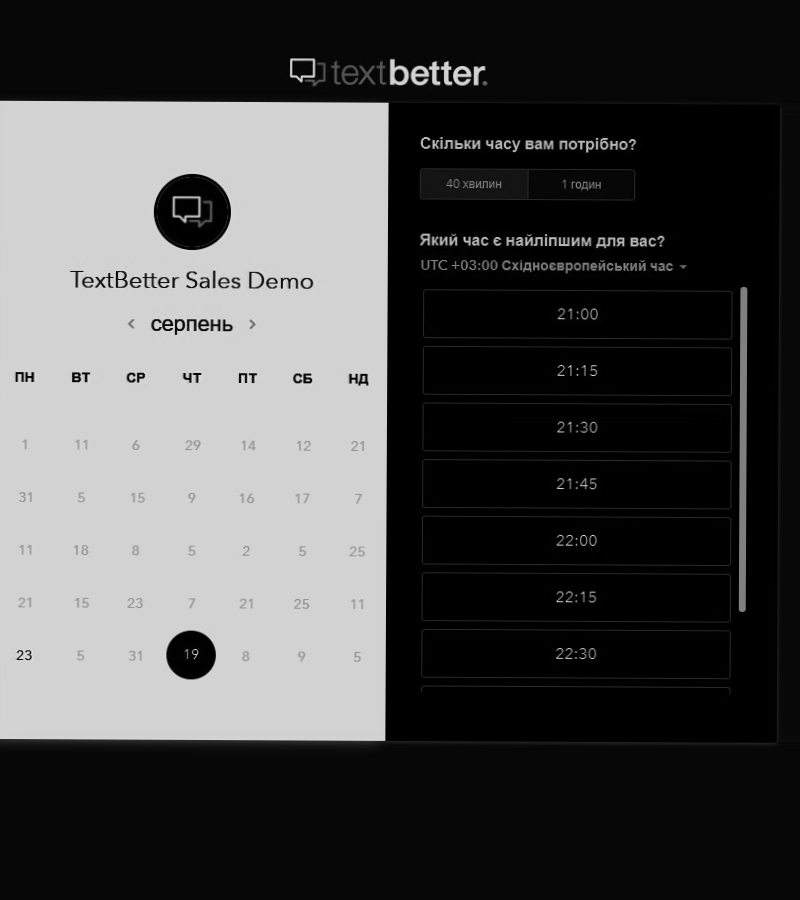 textbetter.
TextBetter Sales Demo
серпень
ПН ВТ СР ЧТ ПТ СБ НД
1 11 6 29 14 12 21
31 5 15 9 16 17 7
11 18 8 5 2 5 25
21 15 23 7 21 25 11
23 5 31 19 8 9 5
Скільки часу вам потрібно?
40 хвилин 1 годин
Який час є найліпшим для вас?
UTC +03:00 Східноєвропейський час
21:00
21:15
21:30
21:45
22:00
22:15
22:30